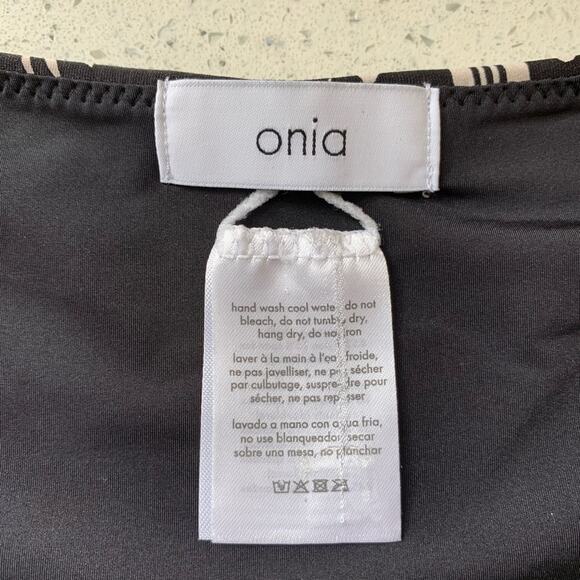 onia
hand wash cool water do not
bleach, do not tumble dry,
hang dry, do not iron
laver à la main à l'eau froide,
ne pas javelliser, ne pas sécher
par culbutage, suspendre pour
sécher, ne pas repasser
lavado a mano con agua fria,
no use blanqueador, secar
sobre una mesa, no planchar